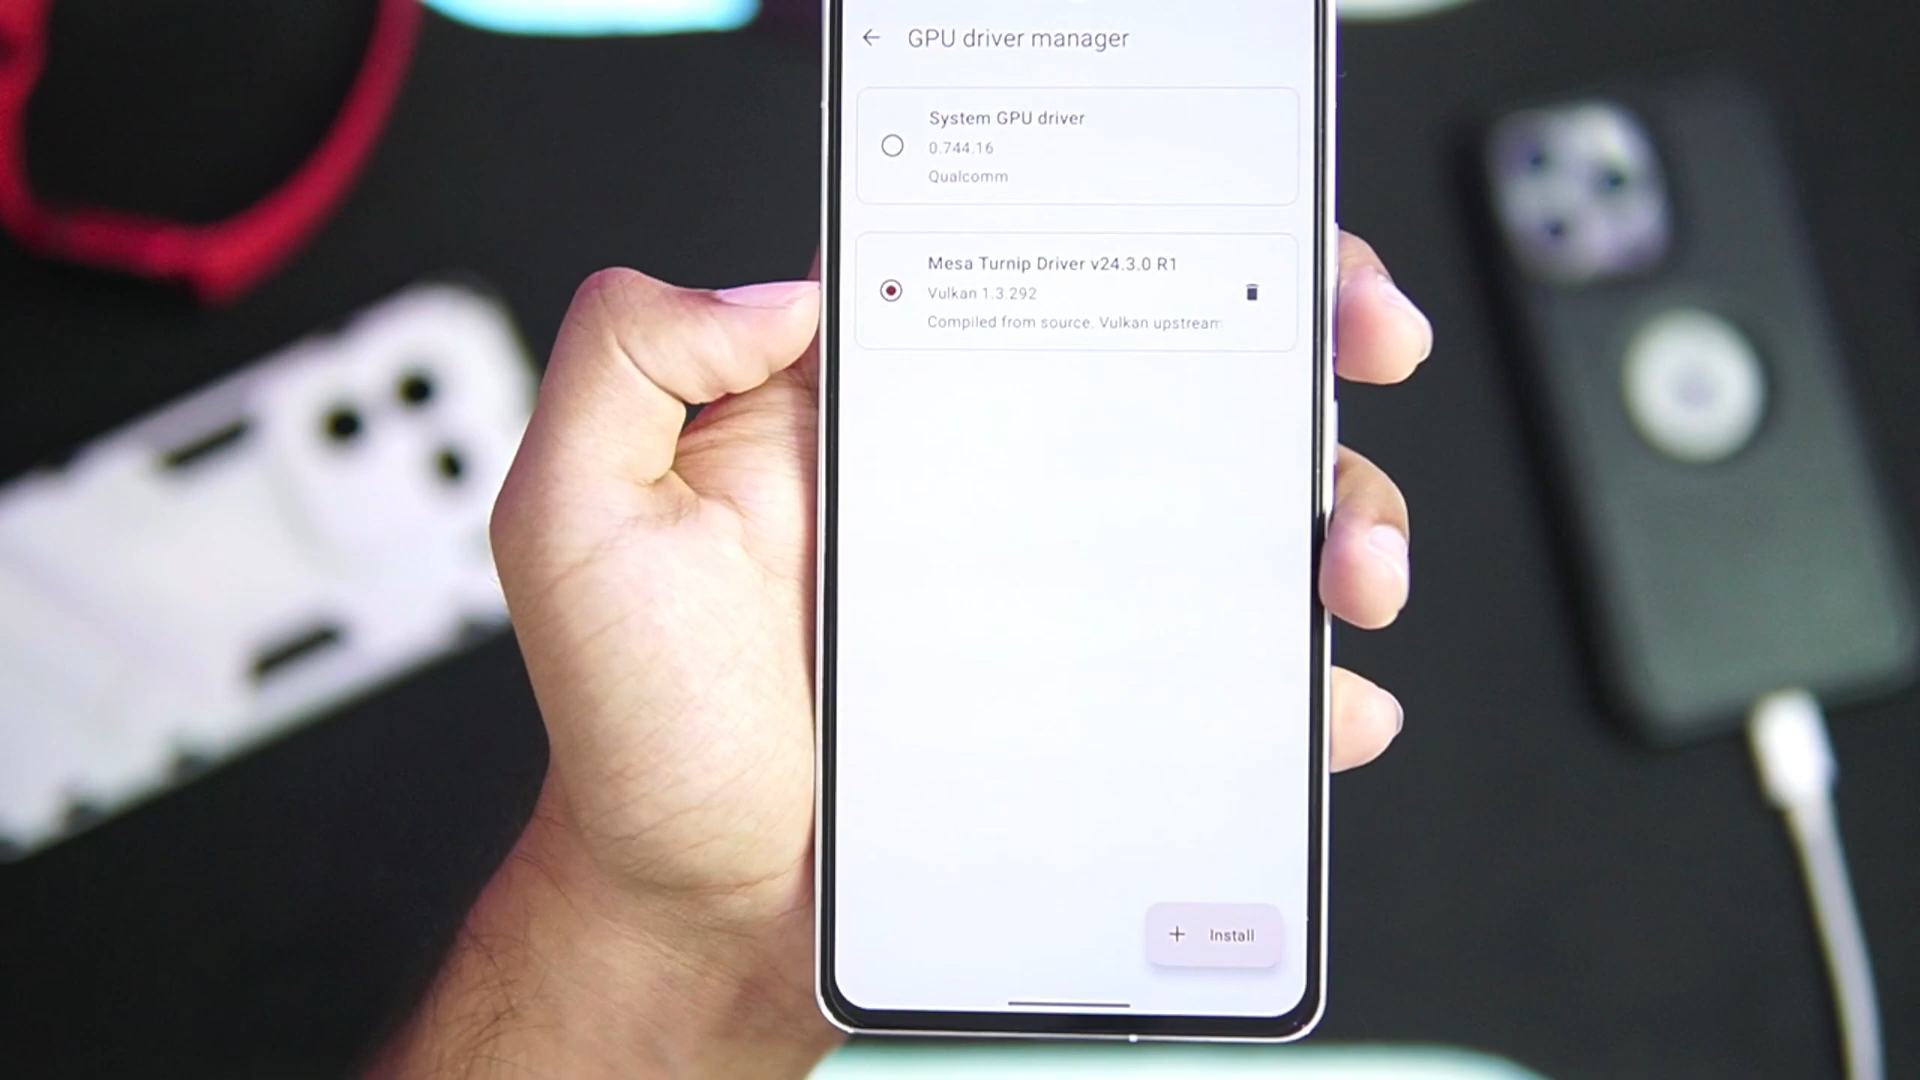 GPU driver manager
System GPU driver
0.744.16
Qualcomm
Mesa Turnip Driver v24.3.0 R1
Vulkan 1.3.292
Compiled from source. Vulkan upstream
Install